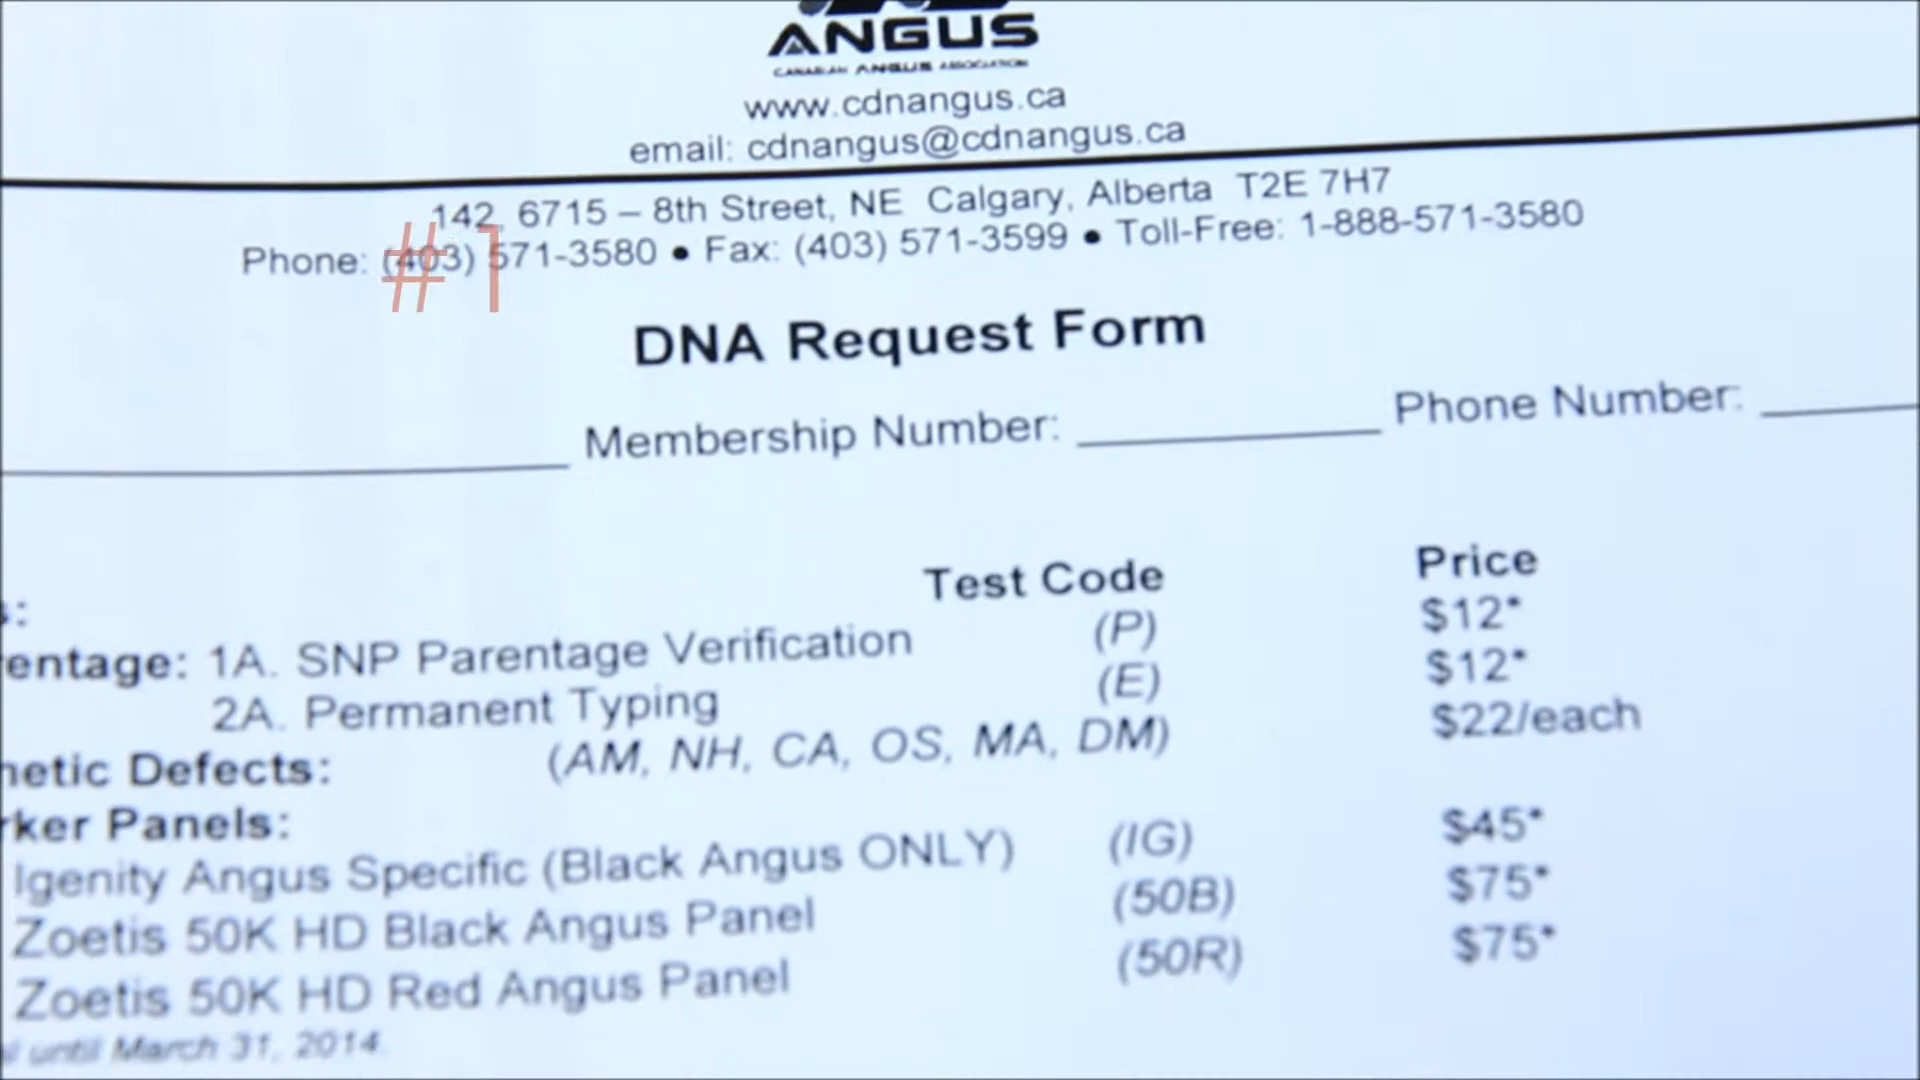 ANGUS
CANADIAN ANGUS ASSOCIATION
www.cdnangus.ca
email: cdnangus@cdnangus.ca
142, 6715 – 8th Street, NE Calgary, Alberta T2E 7H7
Phone: (403) 571-3580 • Fax: (403) 571-3599 • Toll-Free: 1-888-571-3580
#1
DNA Request Form
Membership Number: Phone Number:
Test Code Price
s:
entage: 1A. SNP Parentage Verification (P) $12*
2A. Permanent Typing (E) $12*
netic Defects: (AM, NH, CA, OS, MA, DM) $22/each
rker Panels:
Igenity Angus Specific (Black Angus ONLY) (IG) $45*
Zoetis 50K HD Black Angus Panel (50B) $75*
Zoetis 50K HD Red Angus Panel (50R) $75*
until March 31, 2014.